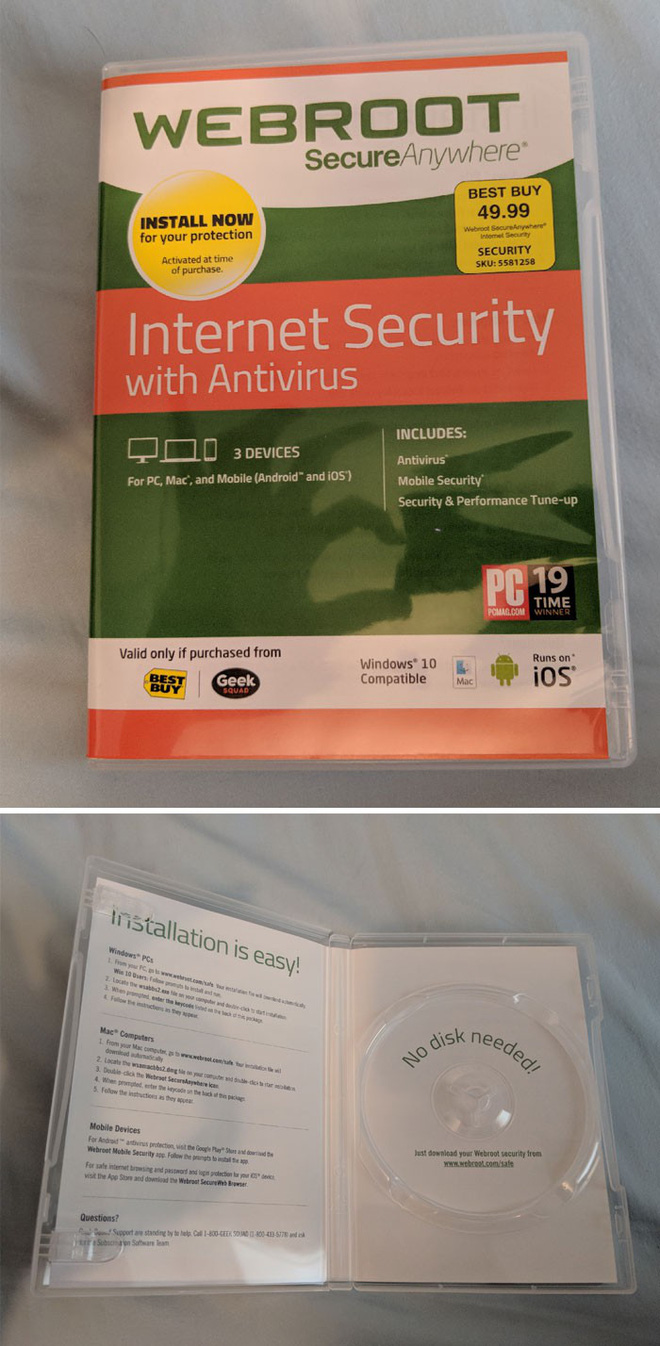 WEBROOT
SecureAnywhere®
INSTALL NOW
for your protection
Activated at time
of purchase.
BEST BUY
49.99
Webroot SecureAnywhere®
Internet Security
SECURITY
SKU: 5581258
Internet Security
with Antivirus
3 DEVICES
For PC, Mac®, and Mobile (Android™ and iOS®)
INCLUDES:
Antivirus*
Mobile Security*
Security & Performance Tune-up
PC
PCMAG.COM
19
TIME
WINNER
Valid only if purchased from
BEST
BUY
Geek
SQUAD
Windows® 10
Compatible
Mac
Runs on*
iOS®
Installation is easy!
Windows® PCs
1. From your PC, go to www.webroot.com/safe. Your installation file will download automatically.
Win 10 Users: Follow prompts to install and run.
2. Locate the wsabbs2.exe file on your computer and double-click to start installation.
3. When prompted, enter the keycode listed on the back of this package.
4. Follow the instructions as they appear.
Mac® Computers
1. From your Mac computer, go to www.webroot.com/safe. Your installation file will
download automatically.
2. Locate the wsamacbbs2.dmg file on your computer and double-click to start installation.
3. Double-click the Webroot SecureAnywhere icon.
4. When prompted, enter the keycode on the back of this package.
5. Follow the instructions as they appear.
Mobile Devices
For Android™ antivirus protection, visit the Google Play® Store and download the
Webroot Mobile Security app. Follow the prompts to install the app.
For safe internet browsing and password and login protection for your iOS® device,
visit the App Store and download the Webroot SecureWeb Browser.
Questions?
Support are standing by to help. Call 1-800-GEEK SQUAD (1-800-433-5778) and ask
Software Team.
No disk needed!
Just download your Webroot security from
www.webroot.com/safe